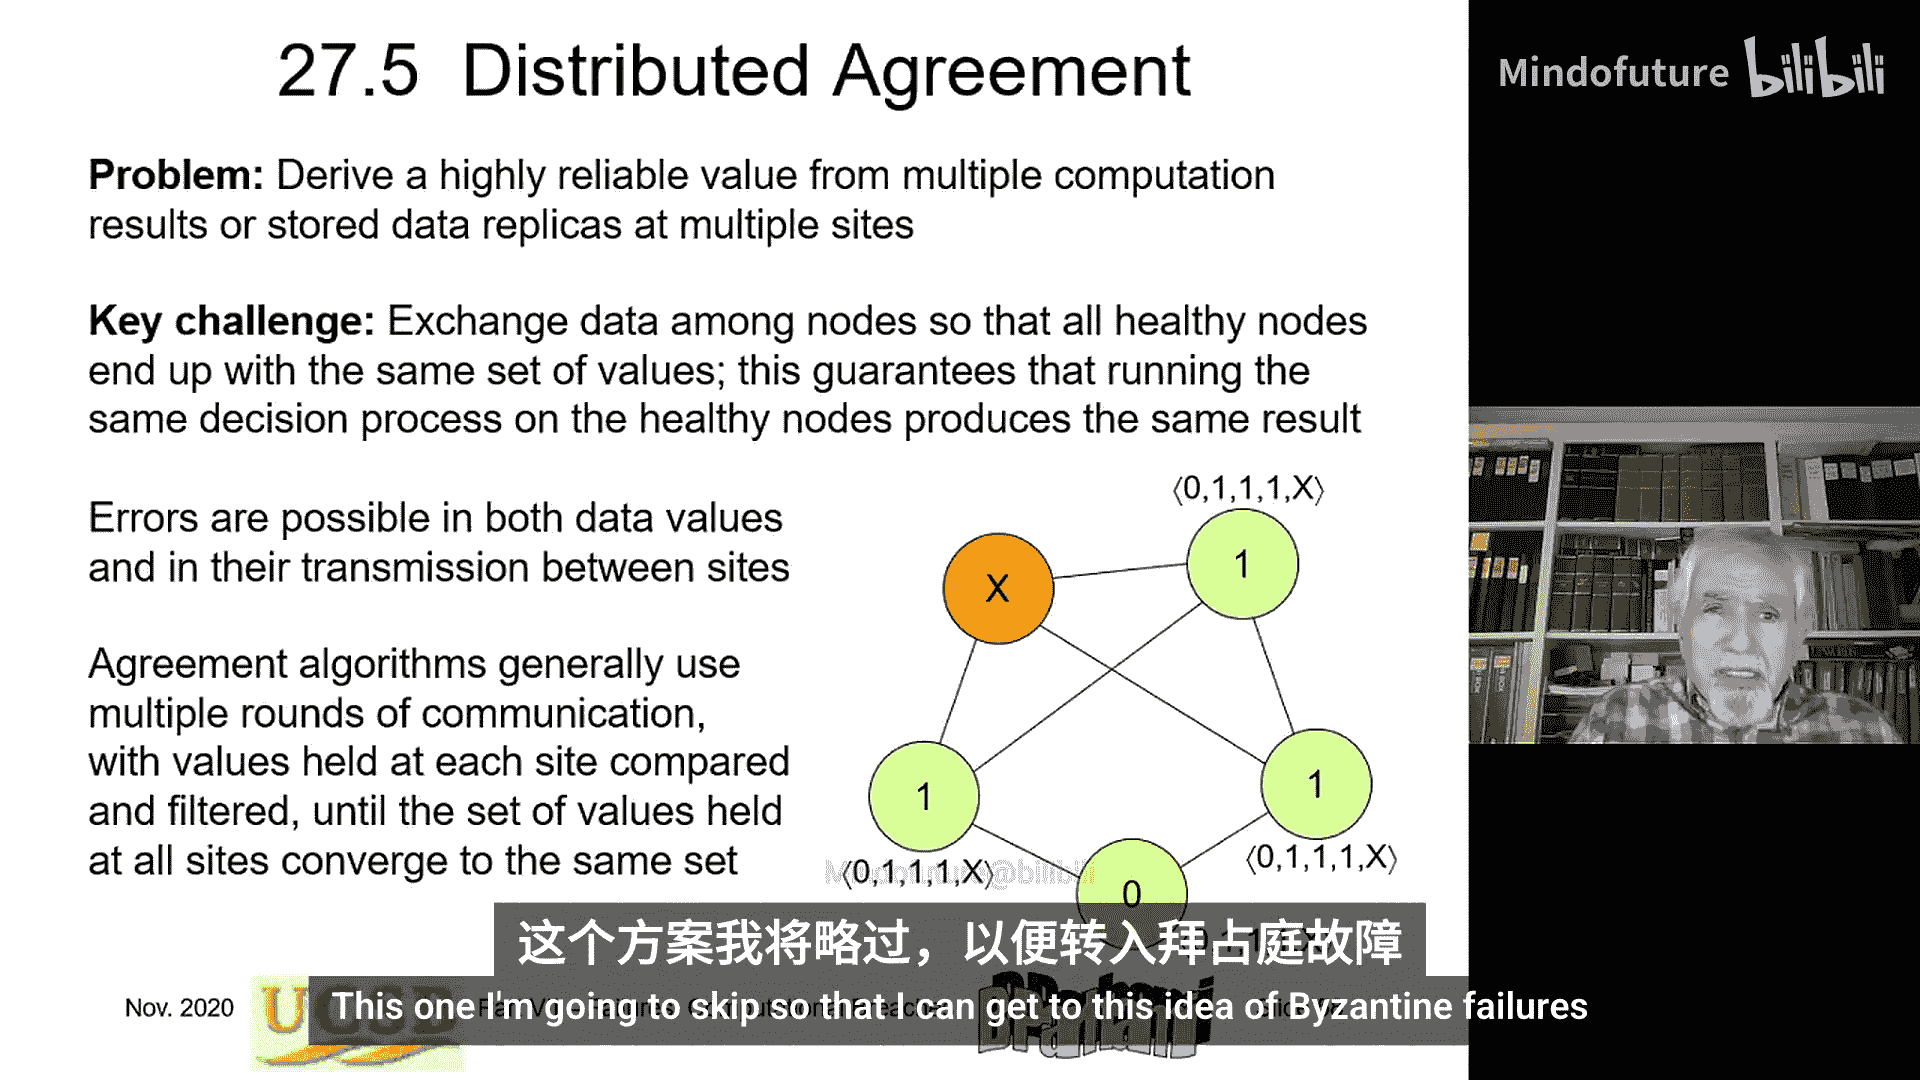 27.5 Distributed Agreement
Mindofuture bilibili
Problem: Derive a highly reliable value from multiple computation
results or stored data replicas at multiple sites
Key challenge: Exchange data among nodes so that all healthy nodes
end up with the same set of values; this guarantees that running the
same decision process on the healthy nodes produces the same result
Errors are possible in both data values
and in their transmission between sites
Agreement algorithms generally use
multiple rounds of communication,
with values held at each site compared
and filtered, until the set of values held
at all sites converge to the same set
⟨0,1,1,1,X⟩
X
1
1
1
⟨0,1,1,1,X⟩
⟨0,1,1,1,X⟩
Mindofuture@bilibili
0
这个方案我将略过，以便转入拜占庭故障
Nov. 2020
UCSB
BParhami
This one I'm going to skip so that I can get to this idea of Byzantine failures